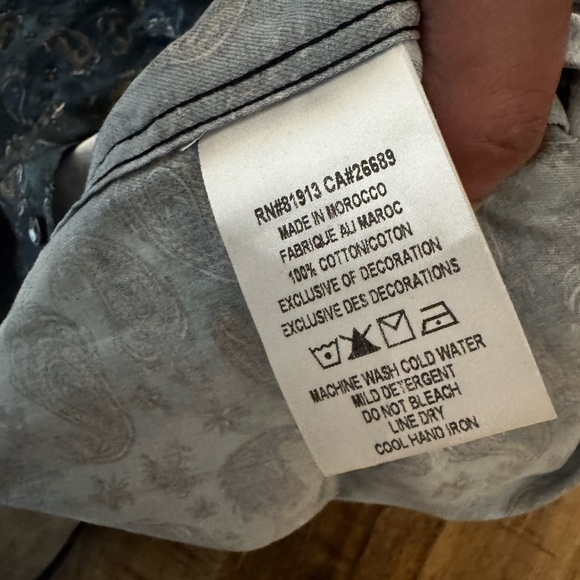 RN#81913 CA#26689
MADE IN MOROCCO
FABRIQUE AU MAROC
100% COTTON/COTON
EXCLUSIVE OF DECORATION
EXCLUSIVE DES DECORATIONS
MACHINE WASH COLD WATER
MILD DETERGENT
DO NOT BLEACH
LINE DRY
COOL HAND IRON